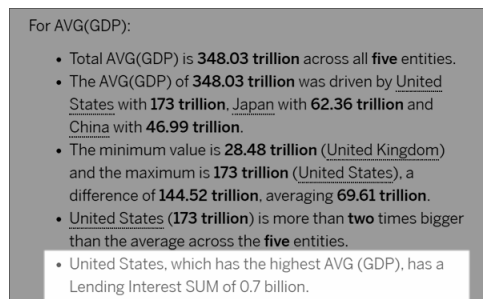 For AVG(GDP):
• Total AVG(GDP) is 348.03 trillion across all five entities.
• The AVG(GDP) of 348.03 trillion was driven by United
States with 173 trillion, Japan with 62.36 trillion and
China with 46.99 trillion.
• The minimum value is 28.48 trillion (United Kingdom)
and the maximum is 173 trillion (United States), a
difference of 144.52 trillion, averaging 69.61 trillion.
• United States (173 trillion) is more than two times bigger
than the average across the five entities.
• United States, which has the highest AVG (GDP), has a
Lending Interest SUM of 0.7 billion.